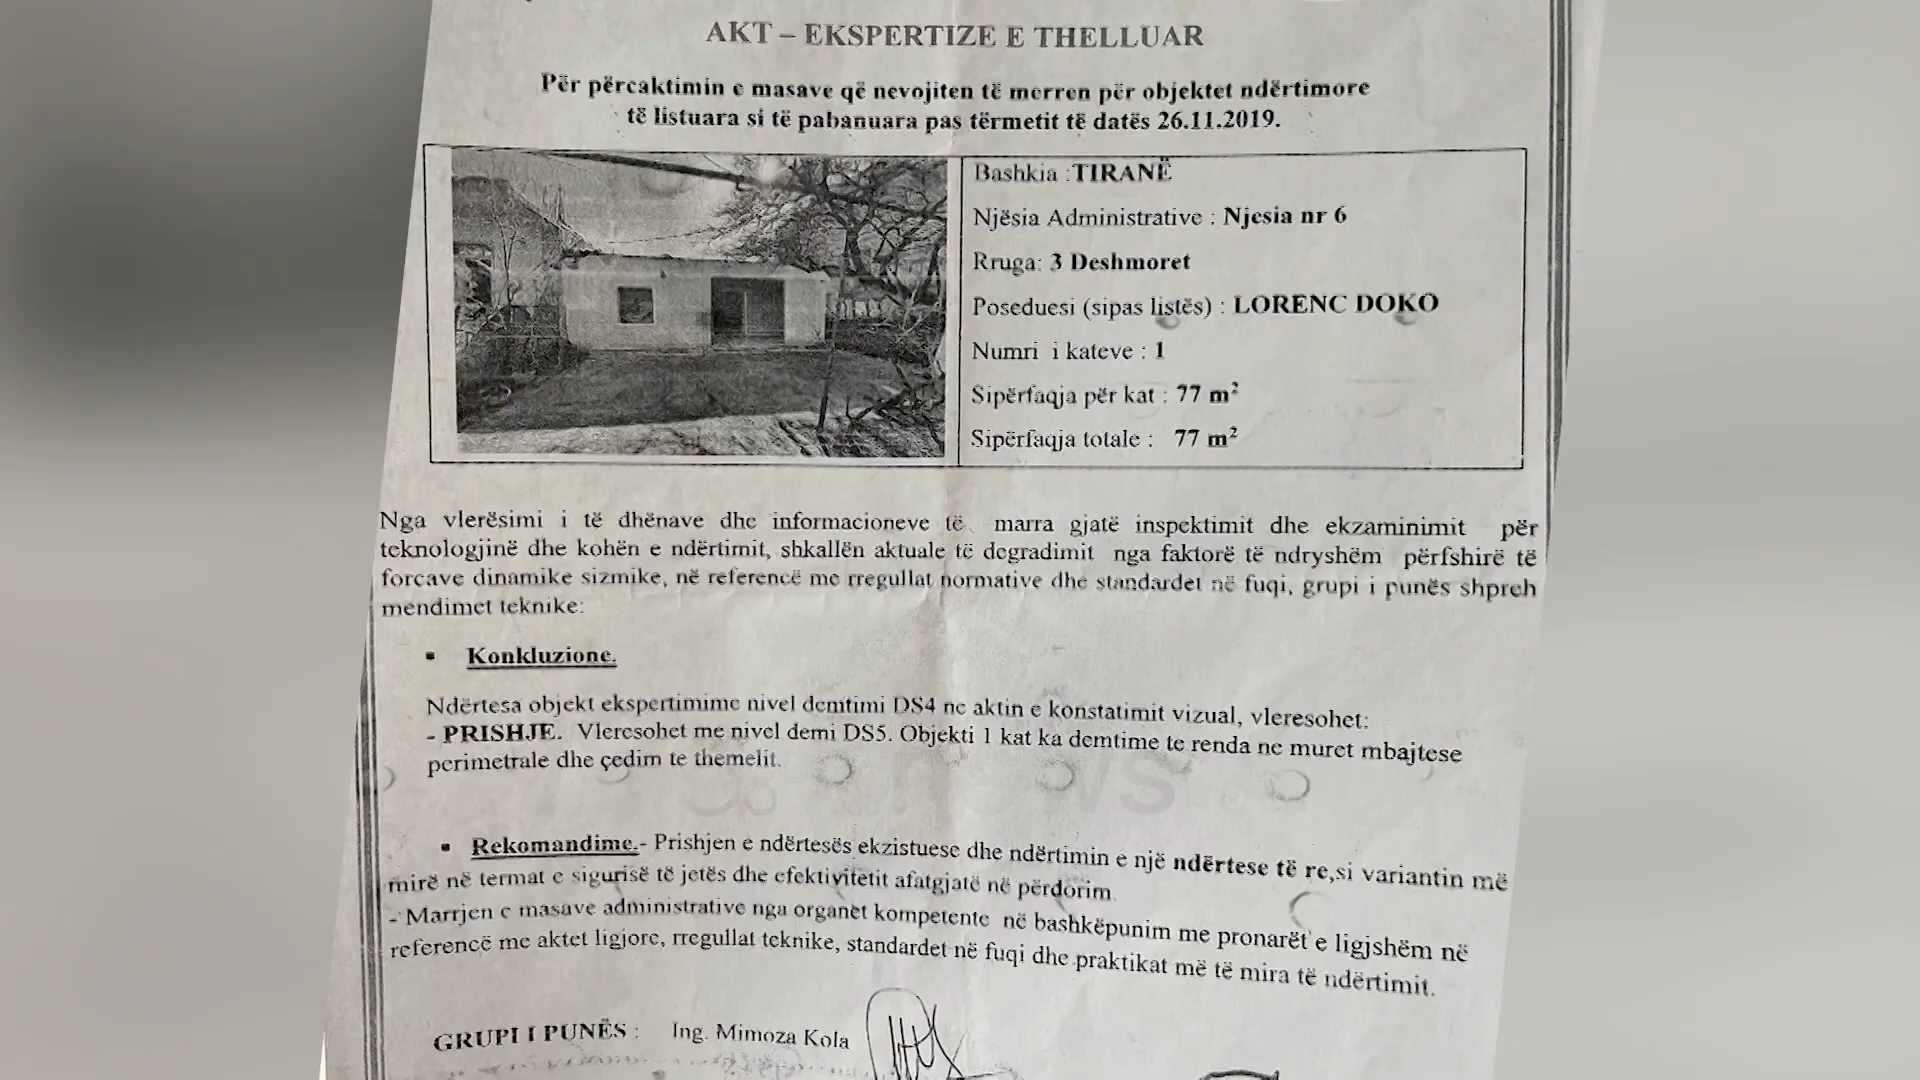 AKT – EKSPERTIZE E THELLUAR
Për përcaktimin e masave që nevojiten të merren për objektet ndërtimore
të listuara si të pabanuara pas tërmetit të datës 26.11.2019.
Bashkia :TIRANË
Njësia Administrative : Njesia nr 6
Rruga: 3 Deshmoret
Poseduesi (sipas listës) : LORENC DOKO
Numri i kateve : 1
Sipërfaqja për kat : 77 m²
Sipërfaqja totale : 77 m²
Nga vlerësimi i të dhënave dhe informacioneve të marra gjatë inspektimit dhe ekzaminimit për
teknologjinë dhe kohën e ndërtimit, shkallën aktuale të degradimit nga faktorë të ndryshëm përfshirë të
forcave dinamike sizmike, në referencë me rregullat normative dhe standardet në fuqi, grupi i punës shpreh
mendimet teknike:
▪ Konkluzione.
Ndërtesa objekt ekspertimime nivel demtimi DS4 ne aktin e konstatimit vizual, vleresohet:
- PRISHJE. Vleresohet me nivel demi DS5. Objekti 1 kat ka demtime te renda ne muret mbajtese
perimetrale dhe çedim te themelit.
▪ Rekomandime.- Prishjen e ndërtesës ekzistuese dhe ndërtimin e një ndërtese të re,si variantin më
mirë në termat e sigurisë të jetës dhe efektivitetit afatgjatë në përdorim.
- Marrjen e masave administrative nga organet kompetente në bashkëpunim me pronarët e ligjshëm në
referencë me aktet ligjore, rregullat teknike, standardet në fuqi dhe praktikat më të mira të ndërtimit.
GRUPI I PUNËS : Ing. Mimoza Kola